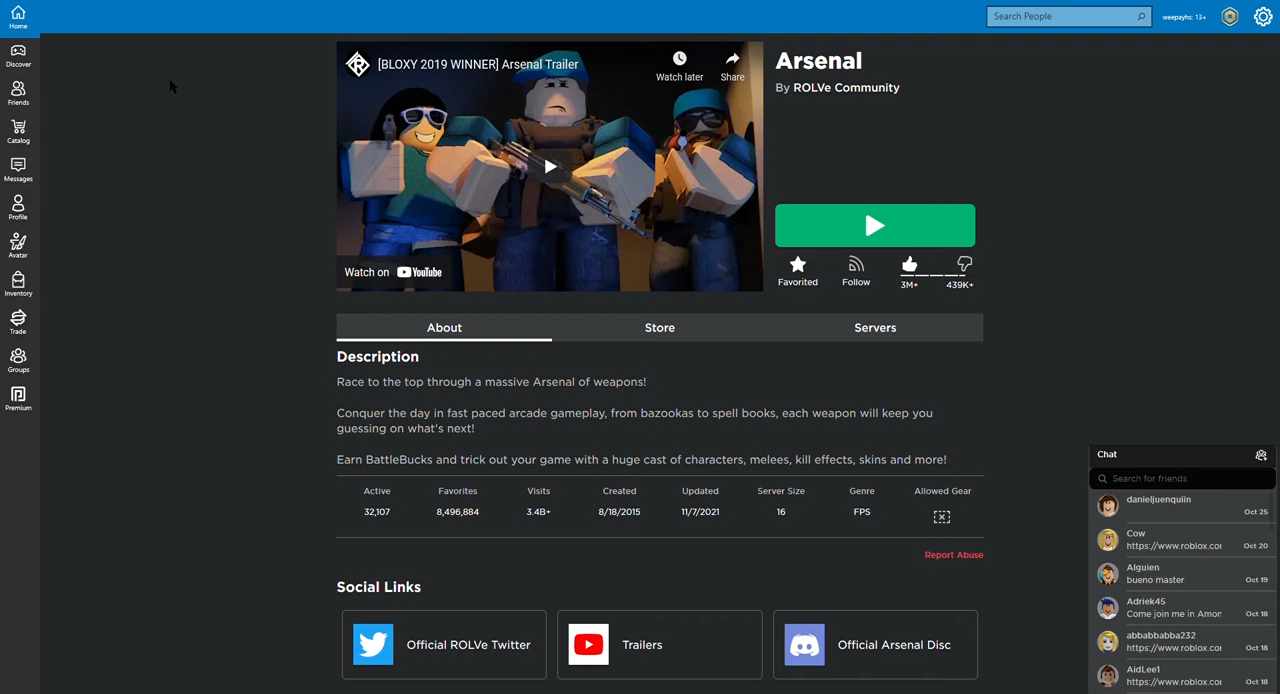 Home
Search People
weepayhs: 13+
Discover
Friends
Catalog
Messages
Profile
Avatar
Inventory
Trade
Groups
Premium
[BLOXY 2019 WINNER] Arsenal Trailer
Watch later
Share
Watch on YouTube
Arsenal
By ROLVe Community
Favorited
Follow
3M+
439K+
About
Store
Servers
Description
Race to the top through a massive Arsenal of weapons!
Conquer the day in fast paced arcade gameplay, from bazookas to spell books, each weapon will keep you
guessing on what's next!
Earn BattleBucks and trick out your game with a huge cast of characters, melees, kill effects, skins and more!
Active Favorites Visits Created Updated Server Size Genre Allowed Gear
32,107 8,496,884 3.4B+ 8/18/2015 11/7/2021 16 FPS
Report Abuse
Social Links
Official ROLVe Twitter
Trailers
Official Arsenal Disc
Chat
Search for friends
danieljuenquiin
Oct 25
Cow
https://www.roblox.co Oct 20
Alguien
bueno master Oct 19
Adriek45
Come join me in Amon Oct 18
abbabbabba232
https://www.roblox.co Oct 18
AidLee1
https://www.roblox.co Oct 18